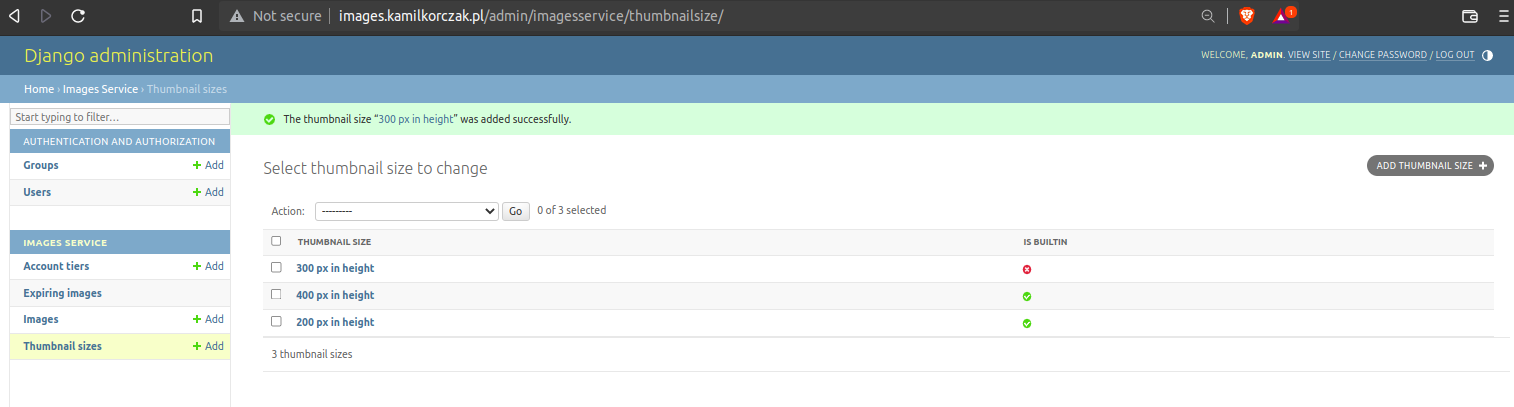 Not secure images.kamilkorczak.pl/admin/imagesservice/thumbnailsize/ 1
Django administration
WELCOME, ADMIN. VIEW SITE / CHANGE PASSWORD / LOG OUT
Home › Images Service › Thumbnail sizes
Start typing to filter…
AUTHENTICATION AND AUTHORIZATION
Groups + Add
Users + Add
IMAGES SERVICE
Account tiers + Add
Expiring images
Images + Add
Thumbnail sizes + Add
The thumbnail size “300 px in height” was added successfully.
Select thumbnail size to change
ADD THUMBNAIL SIZE +
Action: --------- Go 0 of 3 selected
THUMBNAIL SIZE IS BUILTIN
300 px in height
400 px in height
200 px in height
3 thumbnail sizes